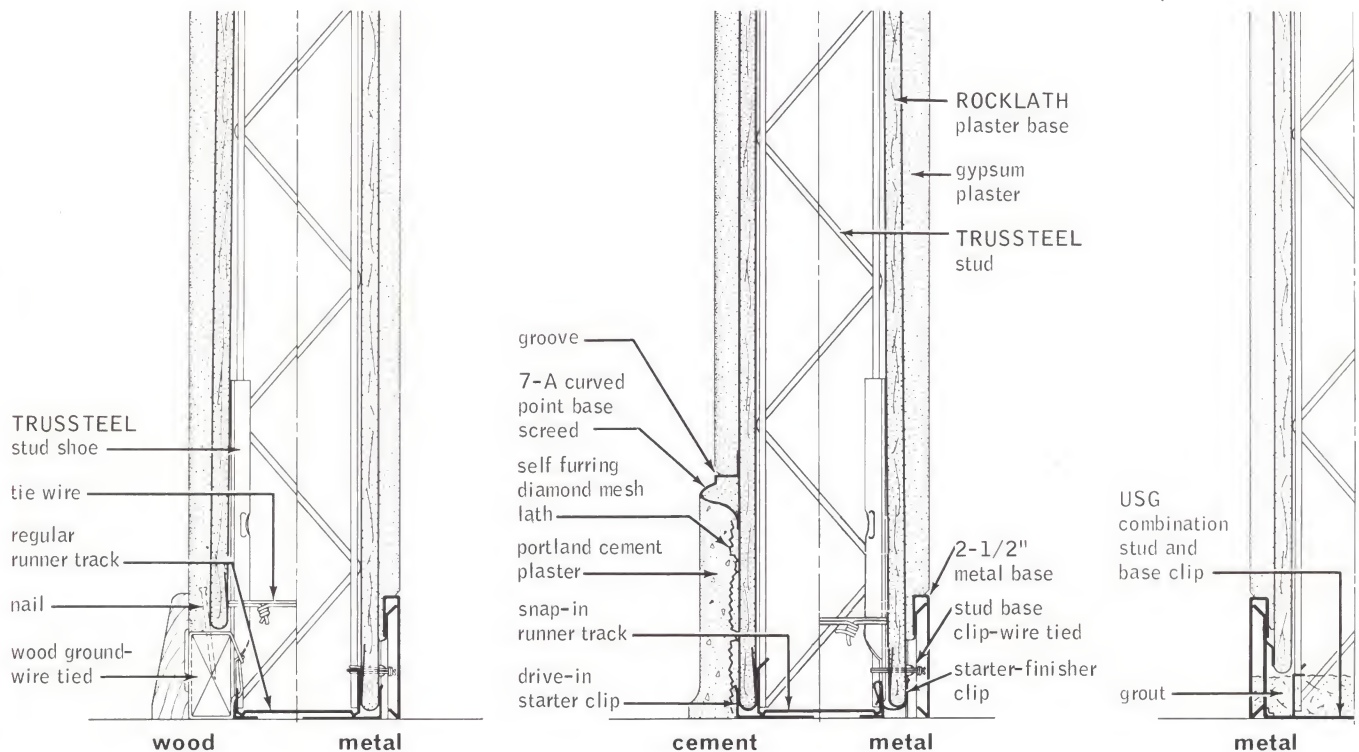 TRUSSTEEL
stud shoe
tie wire
regular
runner track
nail
wood ground-
wire tied
wood
metal
groove
7-A curved
point base
screed
self furring
diamond mesh
lath
portland cement
plaster
snap-in
runner track
drive-in
starter clip
cement
metal
ROCKLATH
plaster base
gypsum
plaster
TRUSSTEEL
stud
2-1/2"
metal base
stud base
clip-wire tied
starter-finisher
clip
USG
combination
stud and
base clip
grout
metal